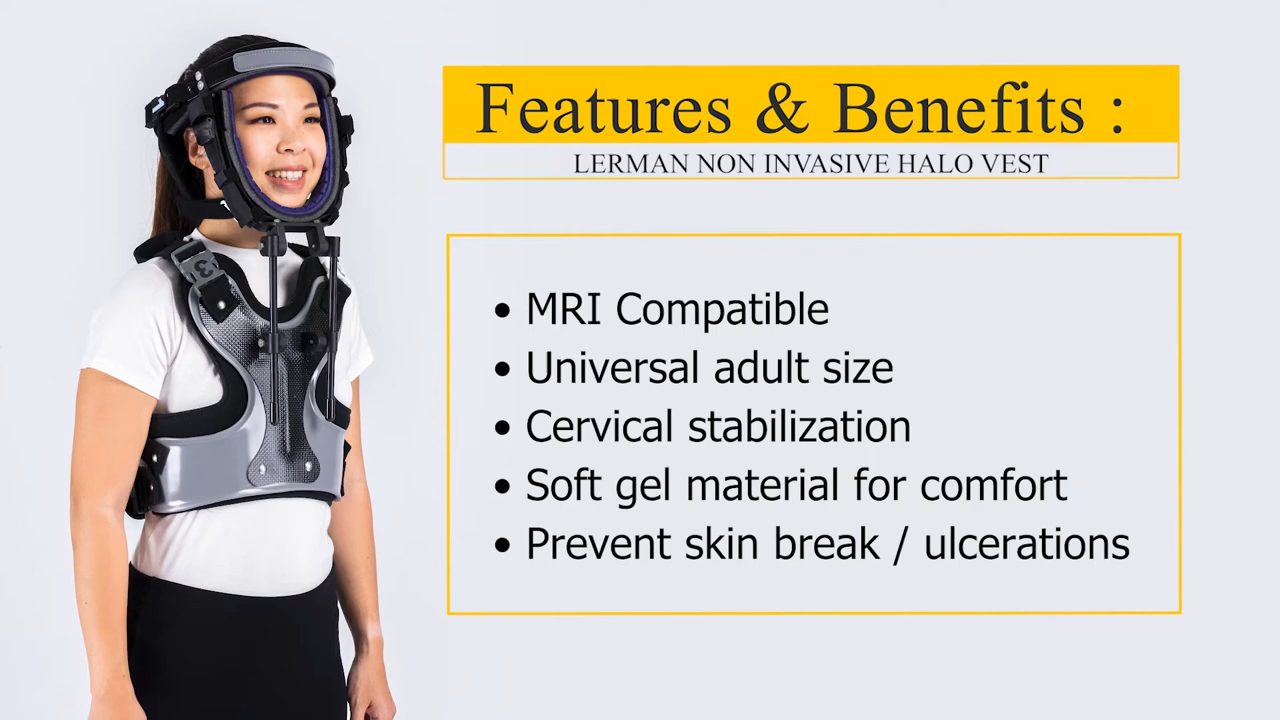 Features & Benefits :
LERMAN NON INVASIVE HALO VEST
• MRI Compatible
• Universal adult size
• Cervical stabilization
• Soft gel material for comfort
• Prevent skin break / ulcerations